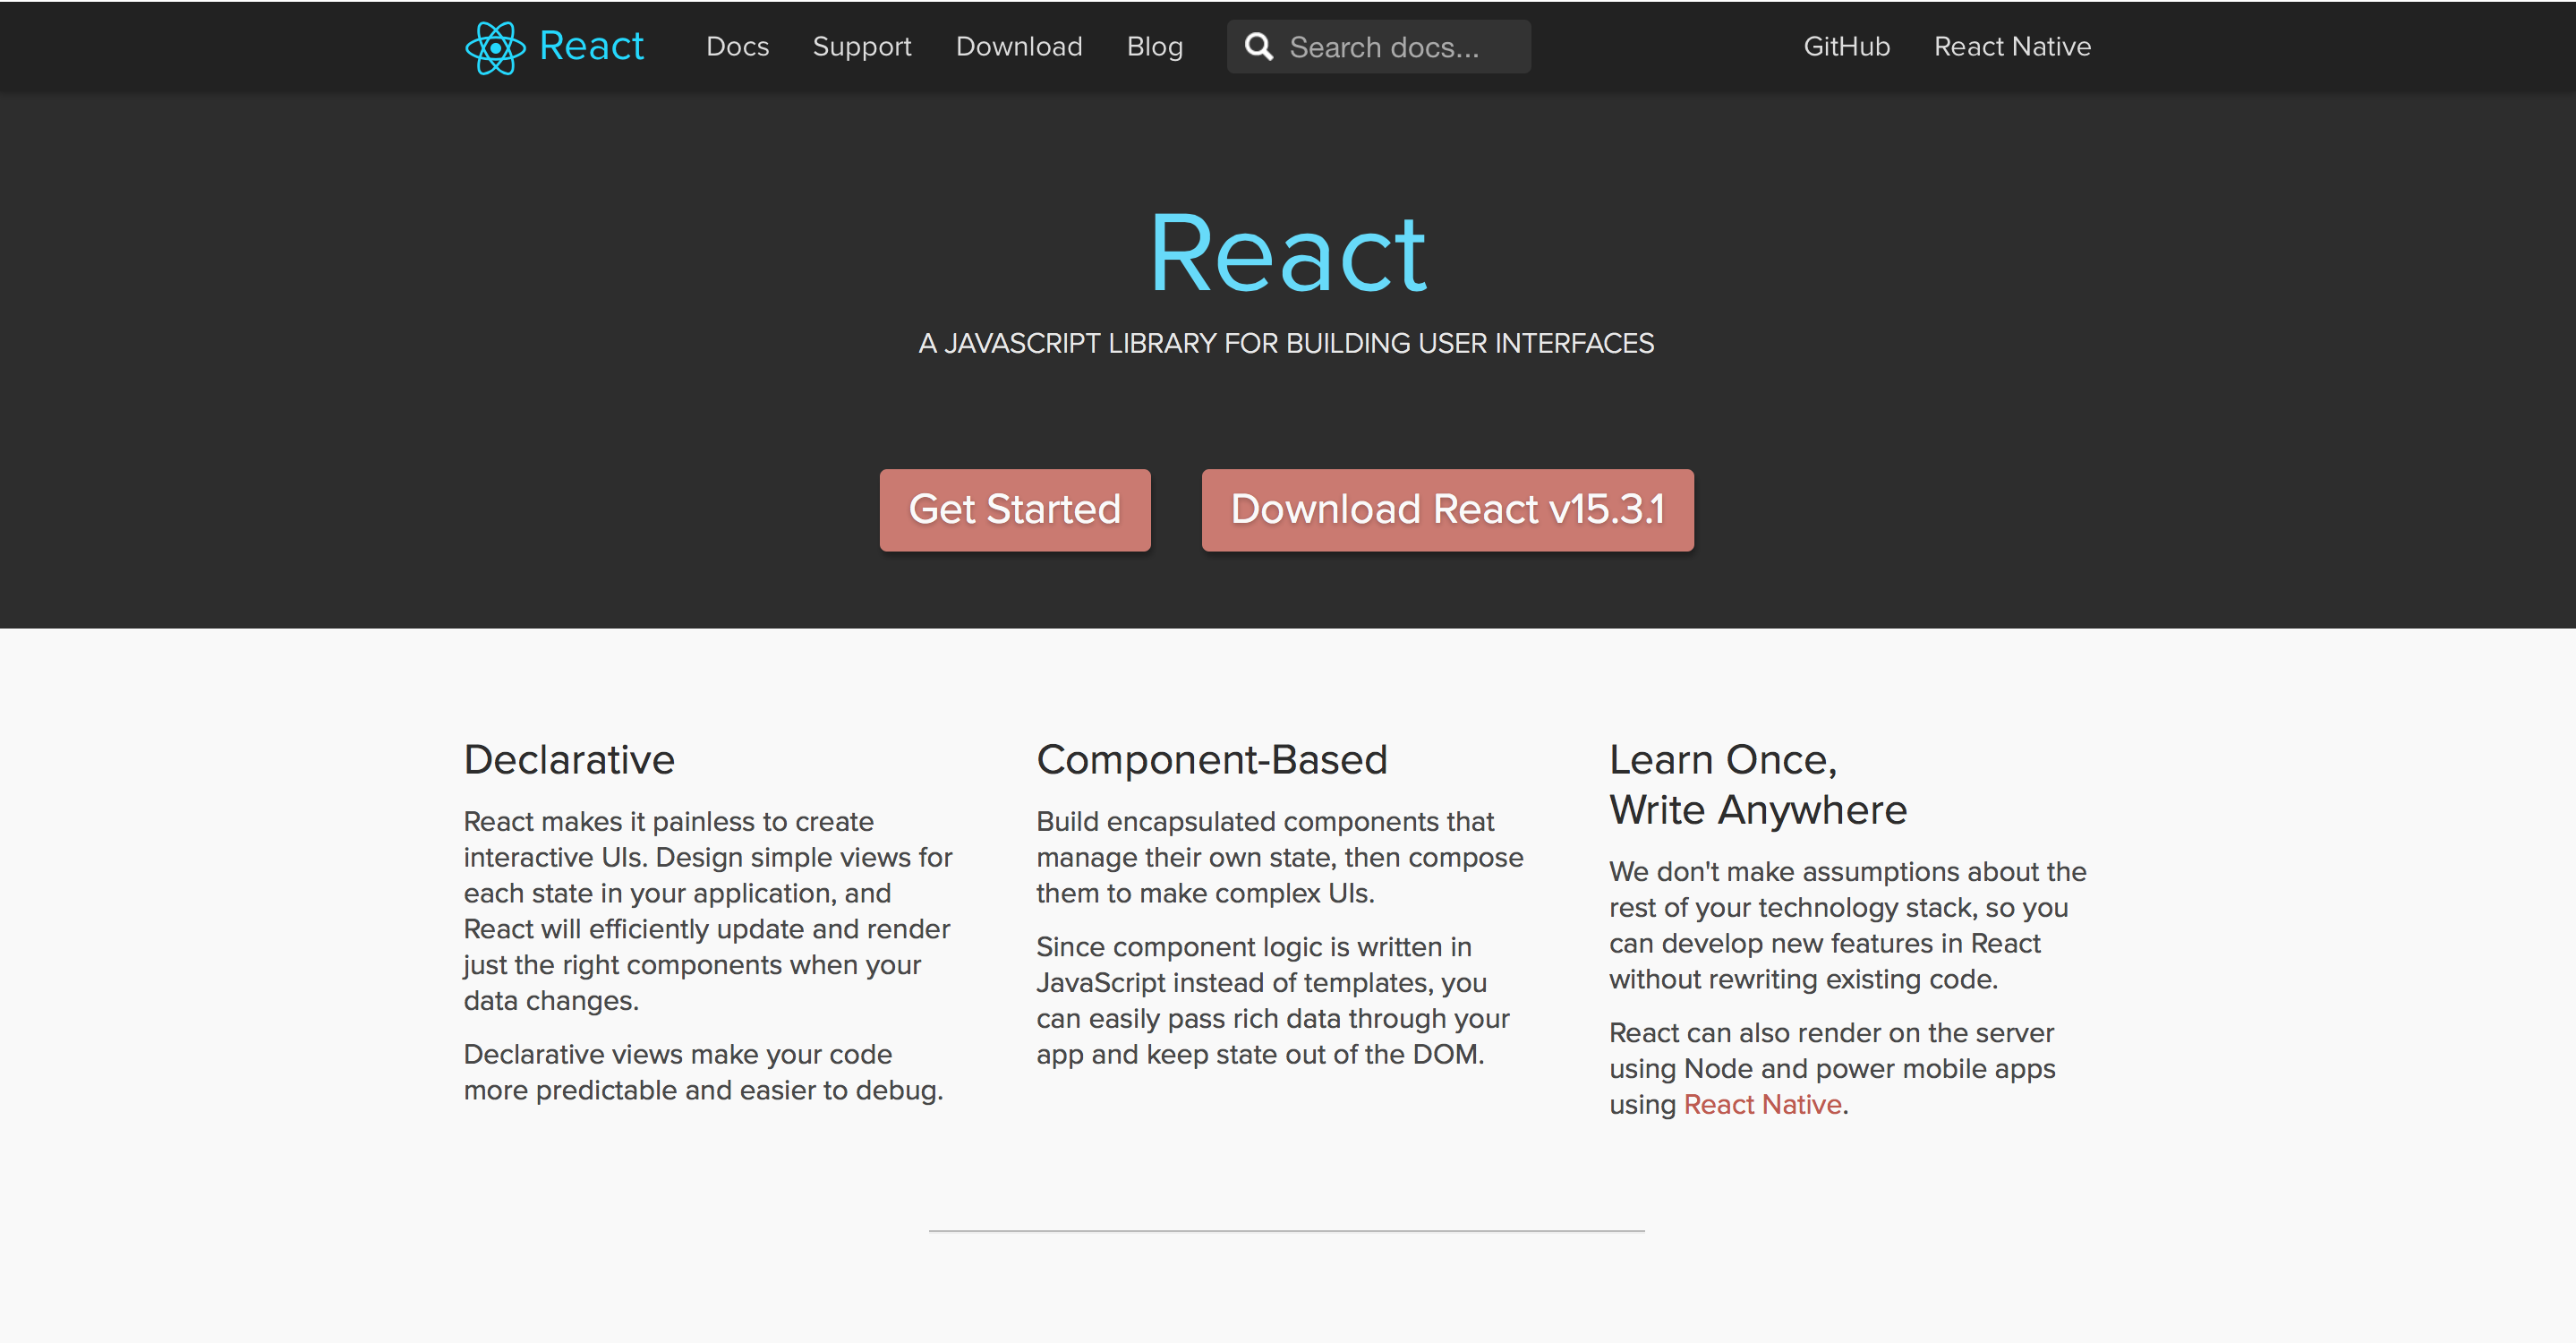 React
Docs
Support
Download
Blog
Search docs...
GitHub
React Native
React
A JAVASCRIPT LIBRARY FOR BUILDING USER INTERFACES
Get Started
Download React v15.3.1
Declarative
React makes it painless to create
interactive UIs. Design simple views for
each state in your application, and
React will efficiently update and render
just the right components when your
data changes.
Declarative views make your code
more predictable and easier to debug.
Component-Based
Build encapsulated components that
manage their own state, then compose
them to make complex UIs.
Since component logic is written in
JavaScript instead of templates, you
can easily pass rich data through your
app and keep state out of the DOM.
Learn Once,
Write Anywhere
We don't make assumptions about the
rest of your technology stack, so you
can develop new features in React
without rewriting existing code.
React can also render on the server
using Node and power mobile apps
using React Native.